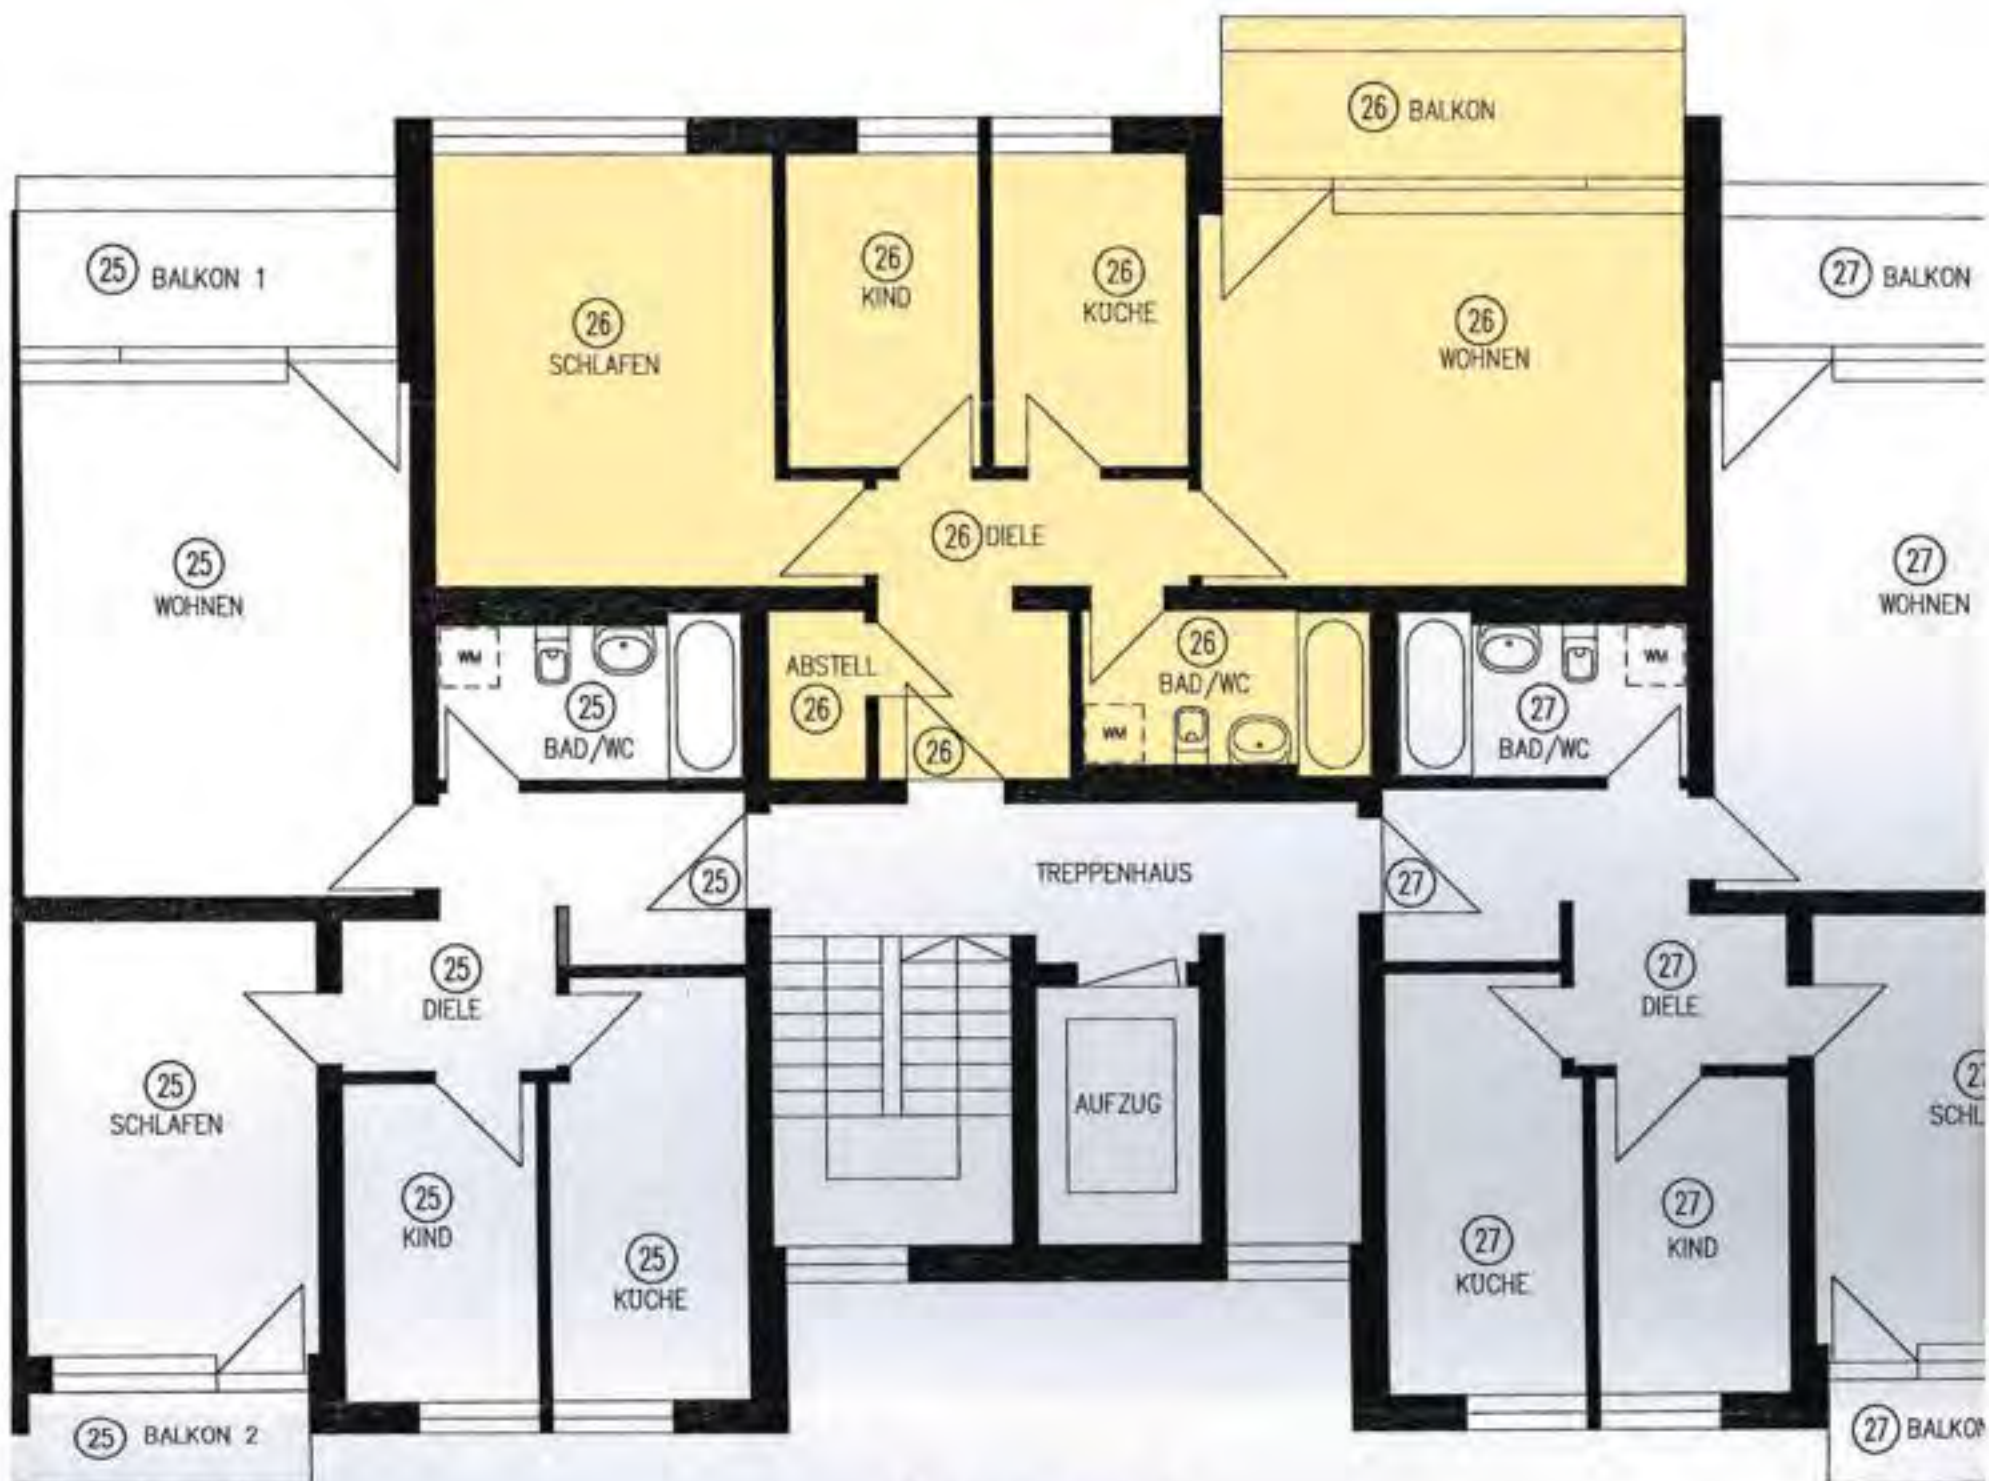 26 BALKON
25 BALKON 1
26
KIND
26
KÜCHE
27 BALKON
26
SCHLAFEN
26
WOHNEN
26 DIELE
25
WOHNEN
27
WOHNEN
WM
25
BAD/WC
ABSTELL
26
26
BAD/WC
WM
26
27
BAD/WC
WM
25
TREPPENHAUS
27
25
DIELE
27
DIELE
25
SCHLAFEN
AUFZUG
27
SCHL
25
KIND
25
KÜCHE
27
KÜCHE
27
KIND
25 BALKON 2
27 BALKON